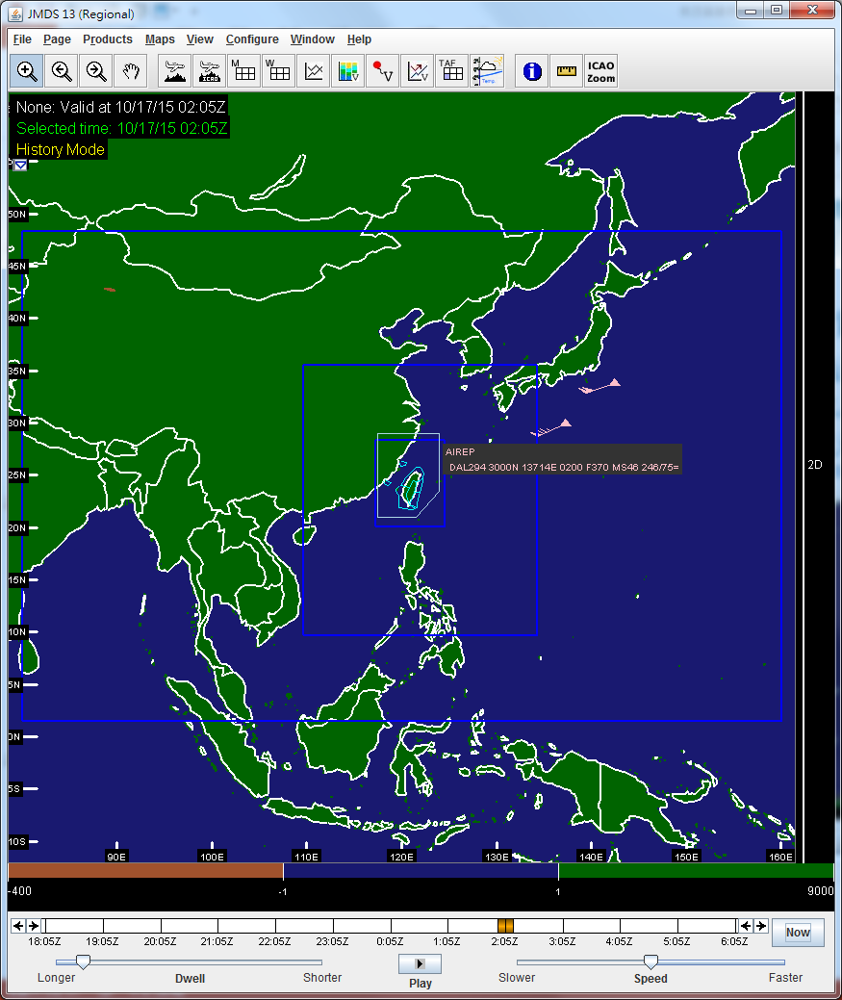 JMDS 13 (Regional)
File Page Products Maps View Configure Window Help
M W TAF Temp ICAO Zoom
ICAO
None: Valid at 10/17/15 02:05Z
Selected time: 10/17/15 02:05Z
History Mode
50N
45N
40N
35N
30N
AIREP
DAL294 3000N 13714E 0200 F370 MS46 246/75=
25N
2D
20N
15N
10N
5N
0N
5S
10S
90E 100E 110E 120E 130E 140E 150E 160E
-400 -1 1 9000
Now
18:05Z 19:05Z 20:05Z 21:05Z 22:05Z 23:05Z 0:05Z 1:05Z 2:05Z 3:05Z 4:05Z 5:05Z 6:05Z
Longer Dwell Shorter Play Slower Speed Faster